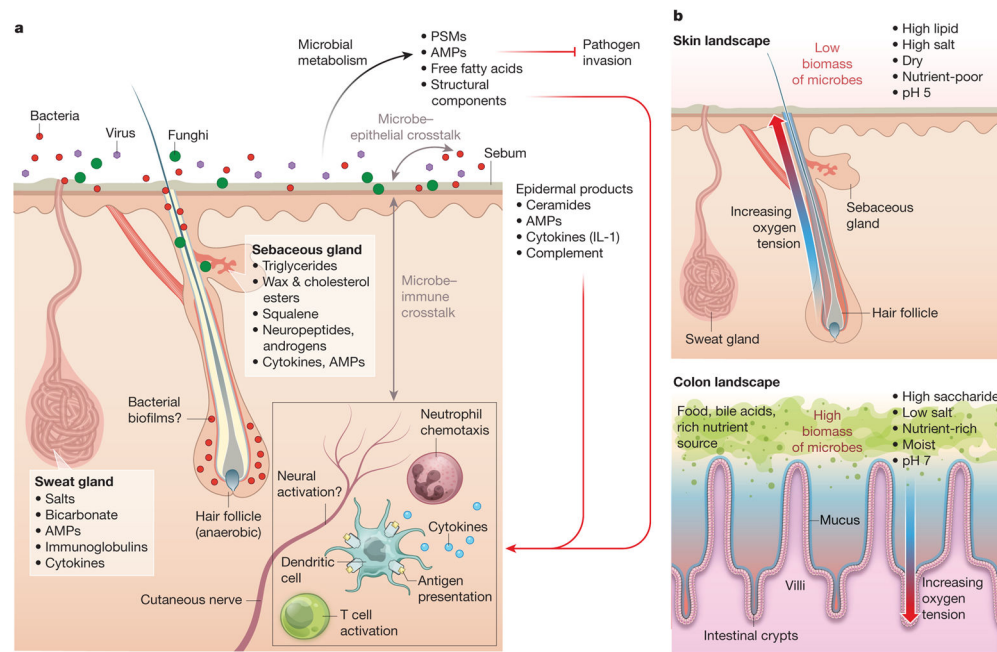 a
Microbial
metabolism
• PSMs
• AMPs
• Free fatty acids
• Structural
components
Pathogen
invasion
Bacteria
Virus
Funghi
Microbe–
epithelial crosstalk
Sebum
Epidermal products
• Ceramides
• AMPs
• Cytokines (IL-1)
• Complement
Sebaceous gland
• Triglycerides
• Wax & cholesterol
esters
• Squalene
• Neuropeptides,
androgens
• Cytokines, AMPs
Microbe–
immune
crosstalk
Bacterial
biofilms?
Sweat gland
• Salts
• Bicarbonate
• AMPs
• Immunoglobulins
• Cytokines
Hair follicle
(anaerobic)
Neural
activation?
Neutrophil
chemotaxis
Cytokines
Dendritic
cell
Antigen
presentation
Cutaneous nerve
T cell
activation
b
Skin landscape
Low
biomass
of microbes
• High lipid
• High salt
• Dry
• Nutrient-poor
• pH 5
Increasing
oxygen
tension
Sebaceous
gland
Hair follicle
Sweat gland
Colon landscape
Food, bile acids,
rich nutrient
source
High
biomass
of microbes
• High saccharide
• Low salt
• Nutrient-rich
• Moist
• pH 7
Mucus
Villi
Increasing
oxygen
tension
Intestinal crypts